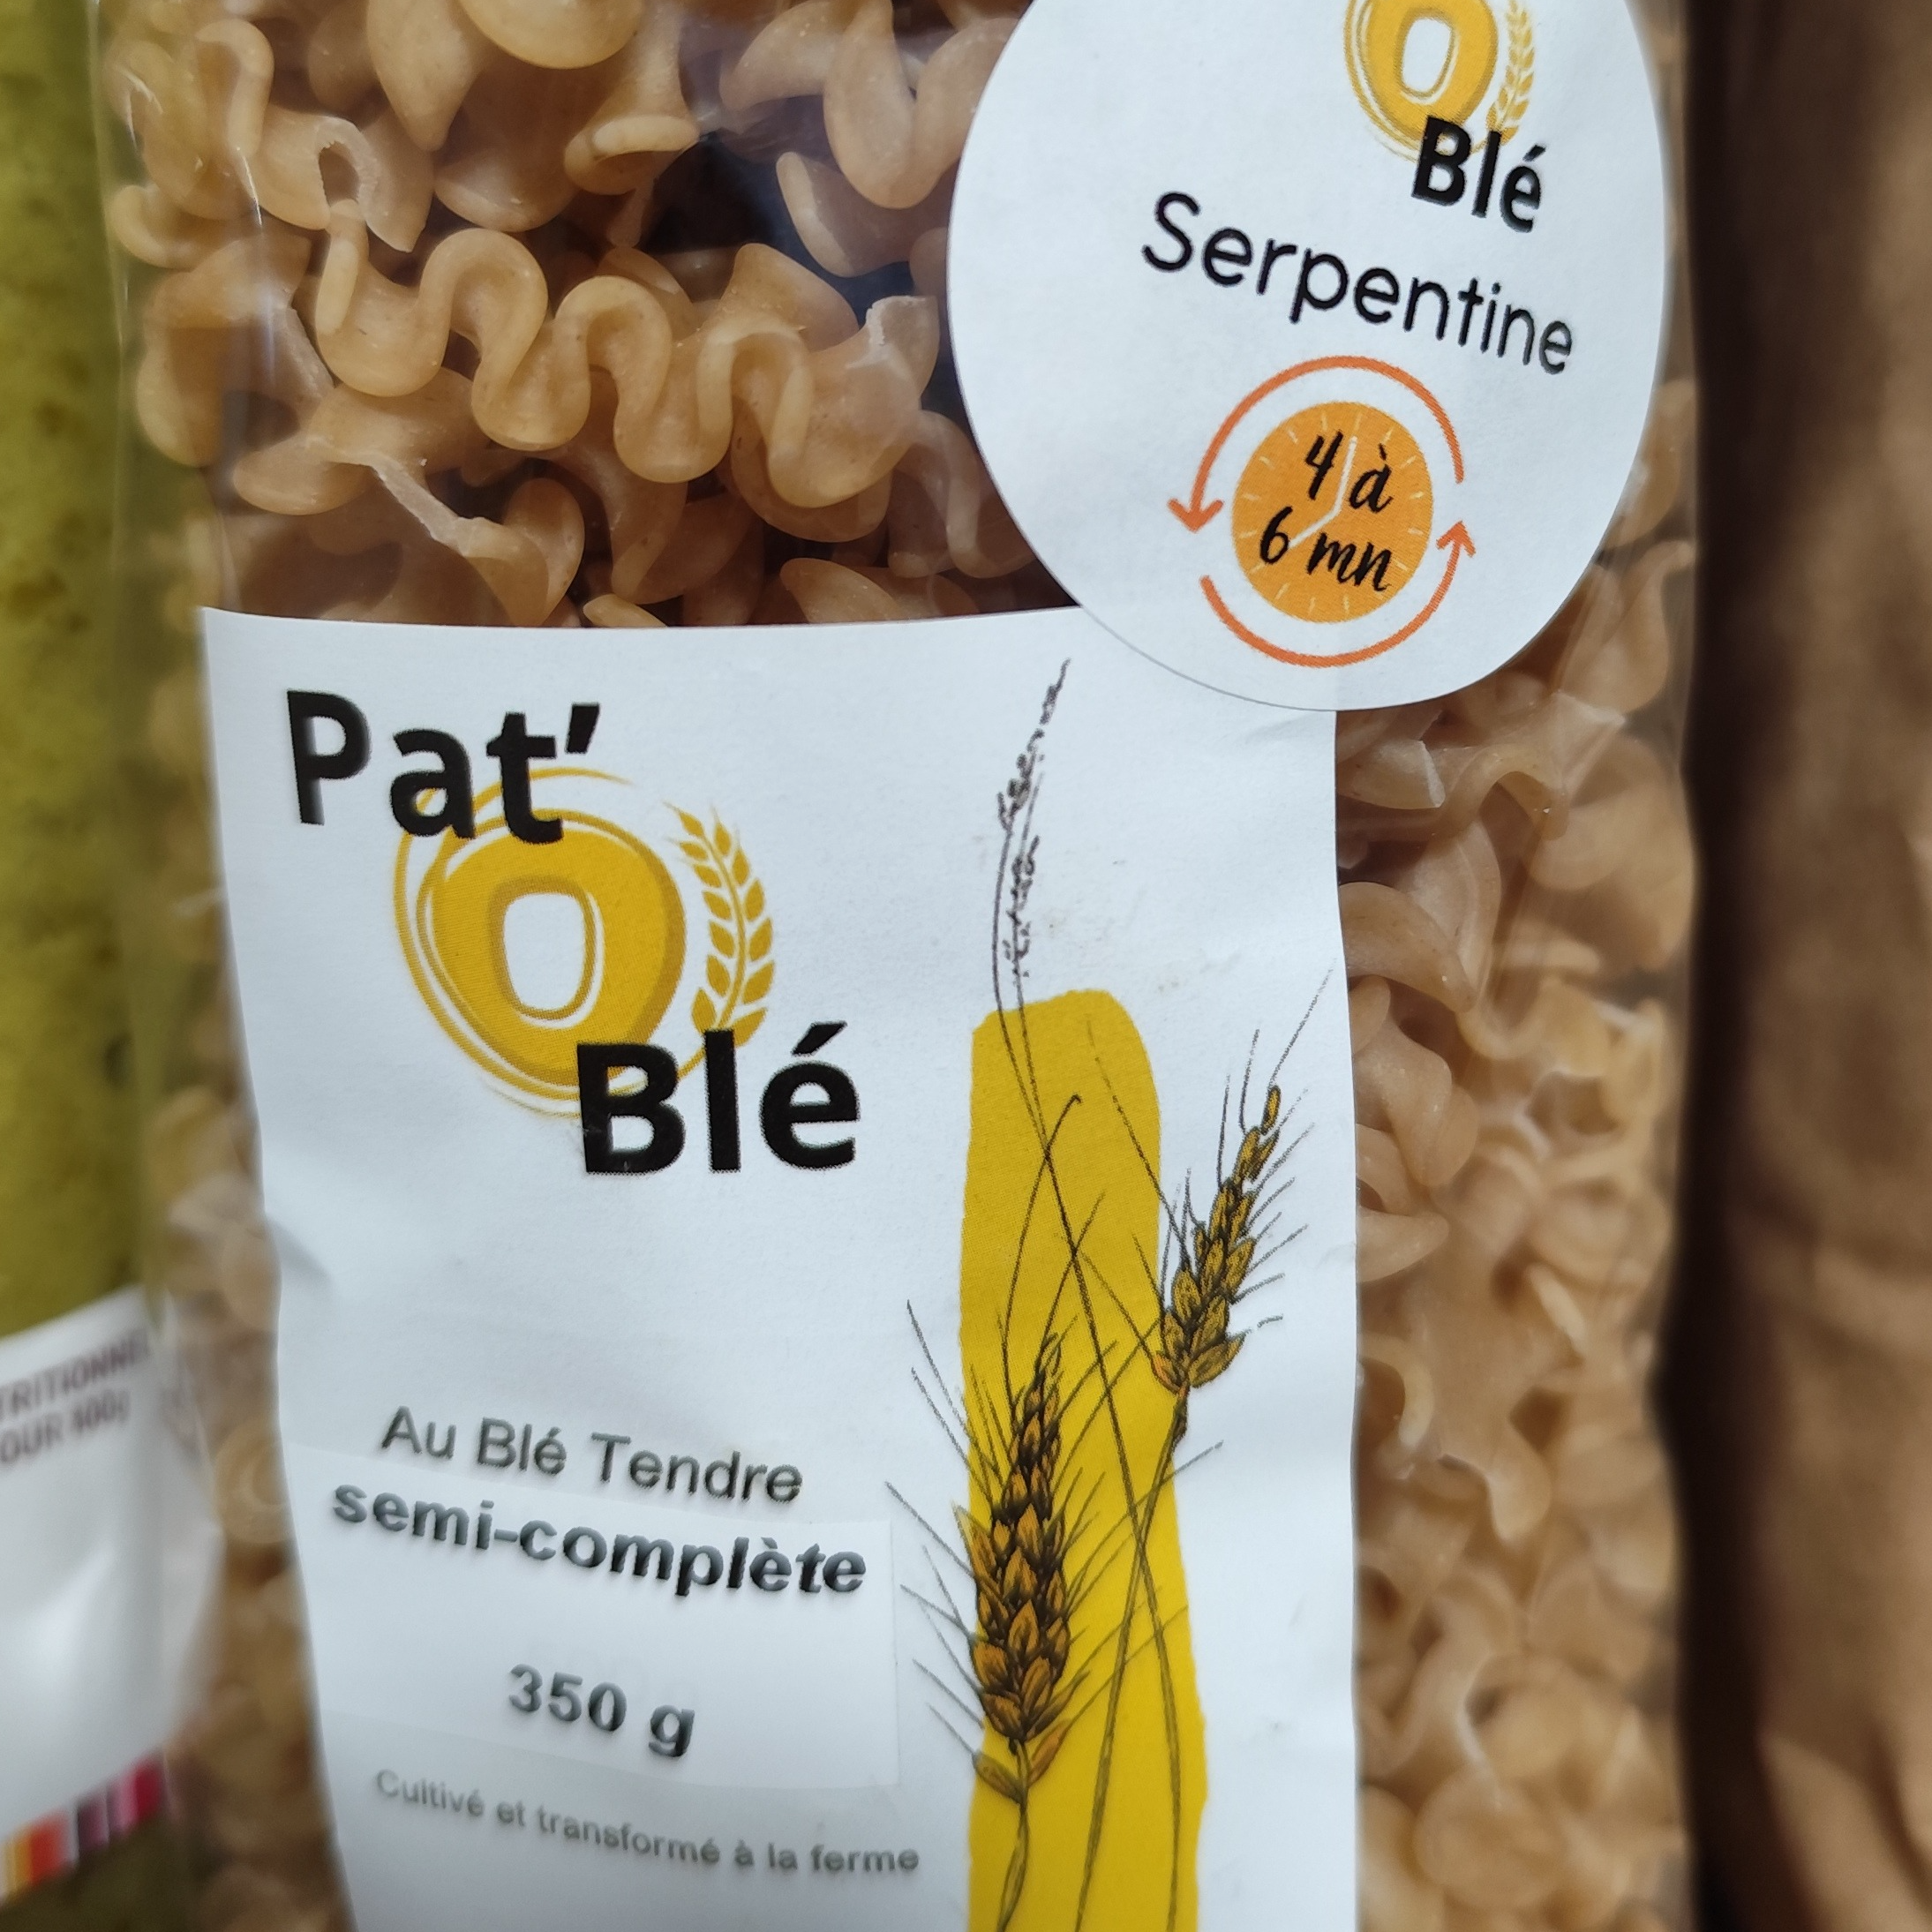 O
Blé
Serpentine
4 à
6 mn
Pat'
O
Blé
Au Blé Tendre
semi-complète
350 g
Cultivé et transformé à la ferme